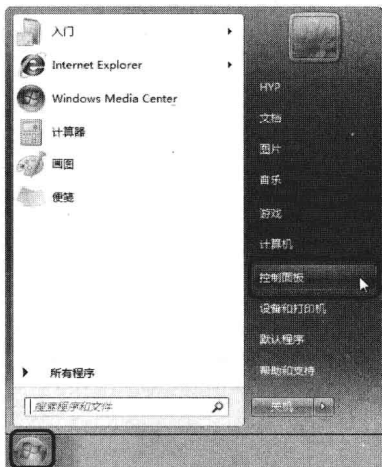 入门
Internet Explorer
Windows Media Center
计算器
画图
便笺
所有程序
搜索程序和文件
HYP
文档
图片
音乐
游戏
计算机
控制面板
设备和打印机
默认程序
帮助和支持
关机